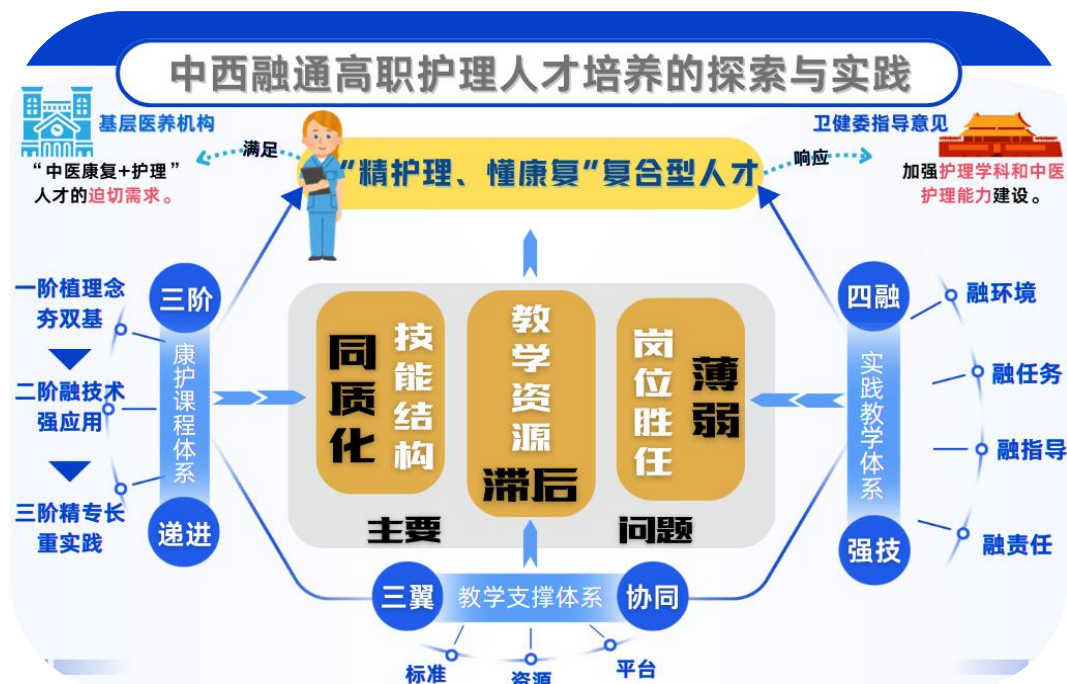 中西融通高职护理人才培养的探索与实践
基层医养机构
“中医康复+护理”
人才的迫切需求。
满足
“精护理、懂康复”复合型人才
响应
卫健委指导意见
加强护理学科和中医
护理能力建设。
三阶
康护课程体系
递进
一阶植理念
夯双基
二阶融技术
强应用
三阶精专长
重实践
同质化
技能结构
教学资源
滞后
岗位胜任
薄弱
主要
问题
四融
实践教学体系
强技
融环境
融任务
融指导
融责任
三翼
教学支撑体系
协同
标准
资源
平台